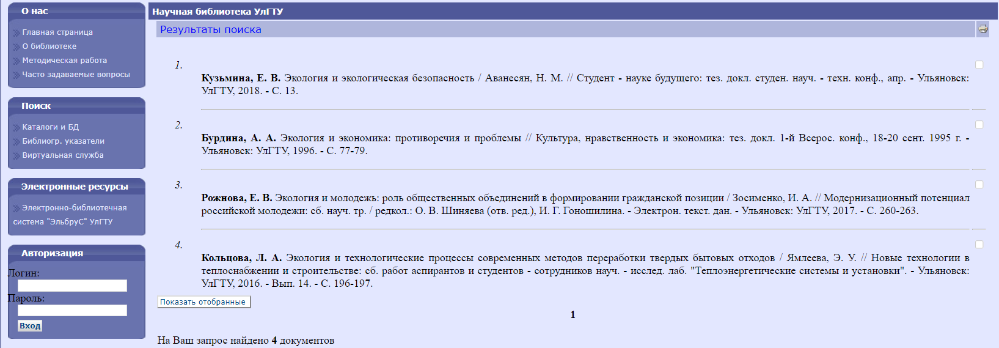 О нас
Главная страница
О библиотеке
Методическая работа
Часто задаваемые вопросы
Поиск
Каталоги и БД
Библиогр. указатели
Виртуальная служба
Электронные ресурсы
Электронно-библиотечная
система "ЭльбруС" УлГТУ
Авторизация
Логин:
Пароль:
Вход
Научная библиотека УлГТУ
Результаты поиска
1.
Кузьмина, Е. В. Экология и экологическая безопасность / Аванесян, Н. М. // Студент - науке будущего: тез. докл. студен. науч. - техн. конф., апр. - Ульяновск:
УлГТУ, 2018. - С. 13.
2.
Бурдина, А. А. Экология и экономика: противоречия и проблемы // Культура, нравственность и экономика: тез. докл. 1-й Всерос. конф., 18-20 сент. 1995 г. -
Ульяновск: УлГТУ, 1996. - С. 77-79.
3.
Рожнова, Е. В. Экология и молодежь: роль общественных объединений в формировании гражданской позиции / Зосименко, И. А. // Модернизационный потенциал
российской молодежи: сб. науч. тр. / редкол.: О. В. Шиняева (отв. ред.), И. Г. Гоношилина. - Электрон. текст. дан. - Ульяновск: УлГТУ, 2017. - С. 260-263.
4.
Кольцова, Л. А. Экология и технологические процессы современных методов переработки твердых бытовых отходов / Ямлеева, Э. У. // Новые технологии в
теплоснабжении и строительстве: сб. работ аспирантов и студентов - сотрудников науч. - исслед. лаб. "Теплоэнергетические системы и установки". - Ульяновск:
УлГТУ, 2016. - Вып. 14. - С. 196-197.
Показать отобранные
1
На Ваш запрос найдено 4 документов